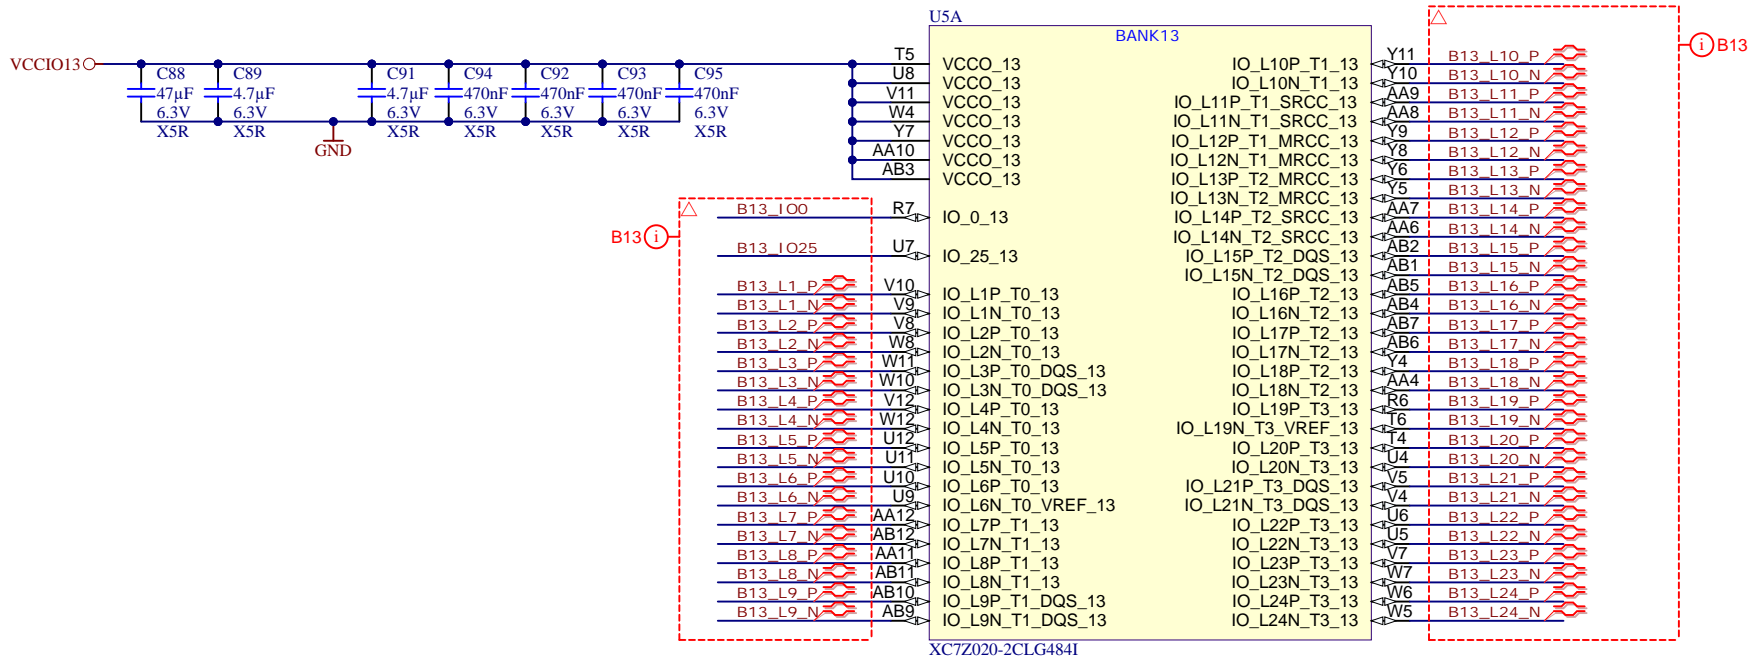 U5A
BANK13
VCCIO13
C88
47µF
6.3V
X5R
C89
4.7µF
6.3V
X5R
C91
4.7µF
6.3V
X5R
C94
470nF
6.3V
X5R
C92
470nF
6.3V
X5R
C93
470nF
6.3V
X5R
C95
470nF
6.3V
X5R
GND
T5 VCCO_13
U8 VCCO_13
V11 VCCO_13
W4 VCCO_13
Y7 VCCO_13
AA10 VCCO_13
AB3 VCCO_13
B13 i
B13_IO0 R7 IO_0_13
B13_IO25 U7 IO_25_13
B13_L1_P V10 IO_L1P_T0_13
B13_L1_N V9 IO_L1N_T0_13
B13_L2_P V8 IO_L2P_T0_13
B13_L2_N W8 IO_L2N_T0_13
B13_L3_P W11 IO_L3P_T0_DQS_13
B13_L3_N W10 IO_L3N_T0_DQS_13
B13_L4_P V12 IO_L4P_T0_13
B13_L4_N W12 IO_L4N_T0_13
B13_L5_P U12 IO_L5P_T0_13
B13_L5_N U11 IO_L5N_T0_13
B13_L6_P U10 IO_L6P_T0_13
B13_L6_N U9 IO_L6N_T0_VREF_13
B13_L7_P AA12 IO_L7P_T1_13
B13_L7_N AB12 IO_L7N_T1_13
B13_L8_P AA11 IO_L8P_T1_13
B13_L8_N AB11 IO_L8N_T1_13
B13_L9_P AB10 IO_L9P_T1_DQS_13
B13_L9_N AB9 IO_L9N_T1_DQS_13
IO_L10P_T1_13 Y11 B13_L10_P
IO_L10N_T1_13 Y10 B13_L10_N
IO_L11P_T1_SRCC_13 AA9 B13_L11_P
IO_L11N_T1_SRCC_13 AA8 B13_L11_N
IO_L12P_T1_MRCC_13 Y9 B13_L12_P
IO_L12N_T1_MRCC_13 Y8 B13_L12_N
IO_L13P_T2_MRCC_13 Y6 B13_L13_P
IO_L13N_T2_MRCC_13 Y5 B13_L13_N
IO_L14P_T2_SRCC_13 AA7 B13_L14_P
IO_L14N_T2_SRCC_13 AA6 B13_L14_N
IO_L15P_T2_DQS_13 AB2 B13_L15_P
IO_L15N_T2_DQS_13 AB1 B13_L15_N
IO_L16P_T2_13 AB5 B13_L16_P
IO_L16N_T2_13 AB4 B13_L16_N
IO_L17P_T2_13 AB7 B13_L17_P
IO_L17N_T2_13 AB6 B13_L17_N
IO_L18P_T2_13 Y4 B13_L18_P
IO_L18N_T2_13 AA4 B13_L18_N
IO_L19P_T3_13 R6 B13_L19_P
IO_L19N_T3_VREF_13 T6 B13_L19_N
IO_L20P_T3_13 T4 B13_L20_P
IO_L20N_T3_13 U4 B13_L20_N
IO_L21P_T3_DQS_13 V5 B13_L21_P
IO_L21N_T3_DQS_13 V4 B13_L21_N
IO_L22P_T3_13 U6 B13_L22_P
IO_L22N_T3_13 U5 B13_L22_N
IO_L23P_T3_13 V7 B13_L23_P
IO_L23N_T3_13 W7 B13_L23_N
IO_L24P_T3_13 W6 B13_L24_P
IO_L24N_T3_13 W5 B13_L24_N
i B13
XC7Z020-2CLG484I